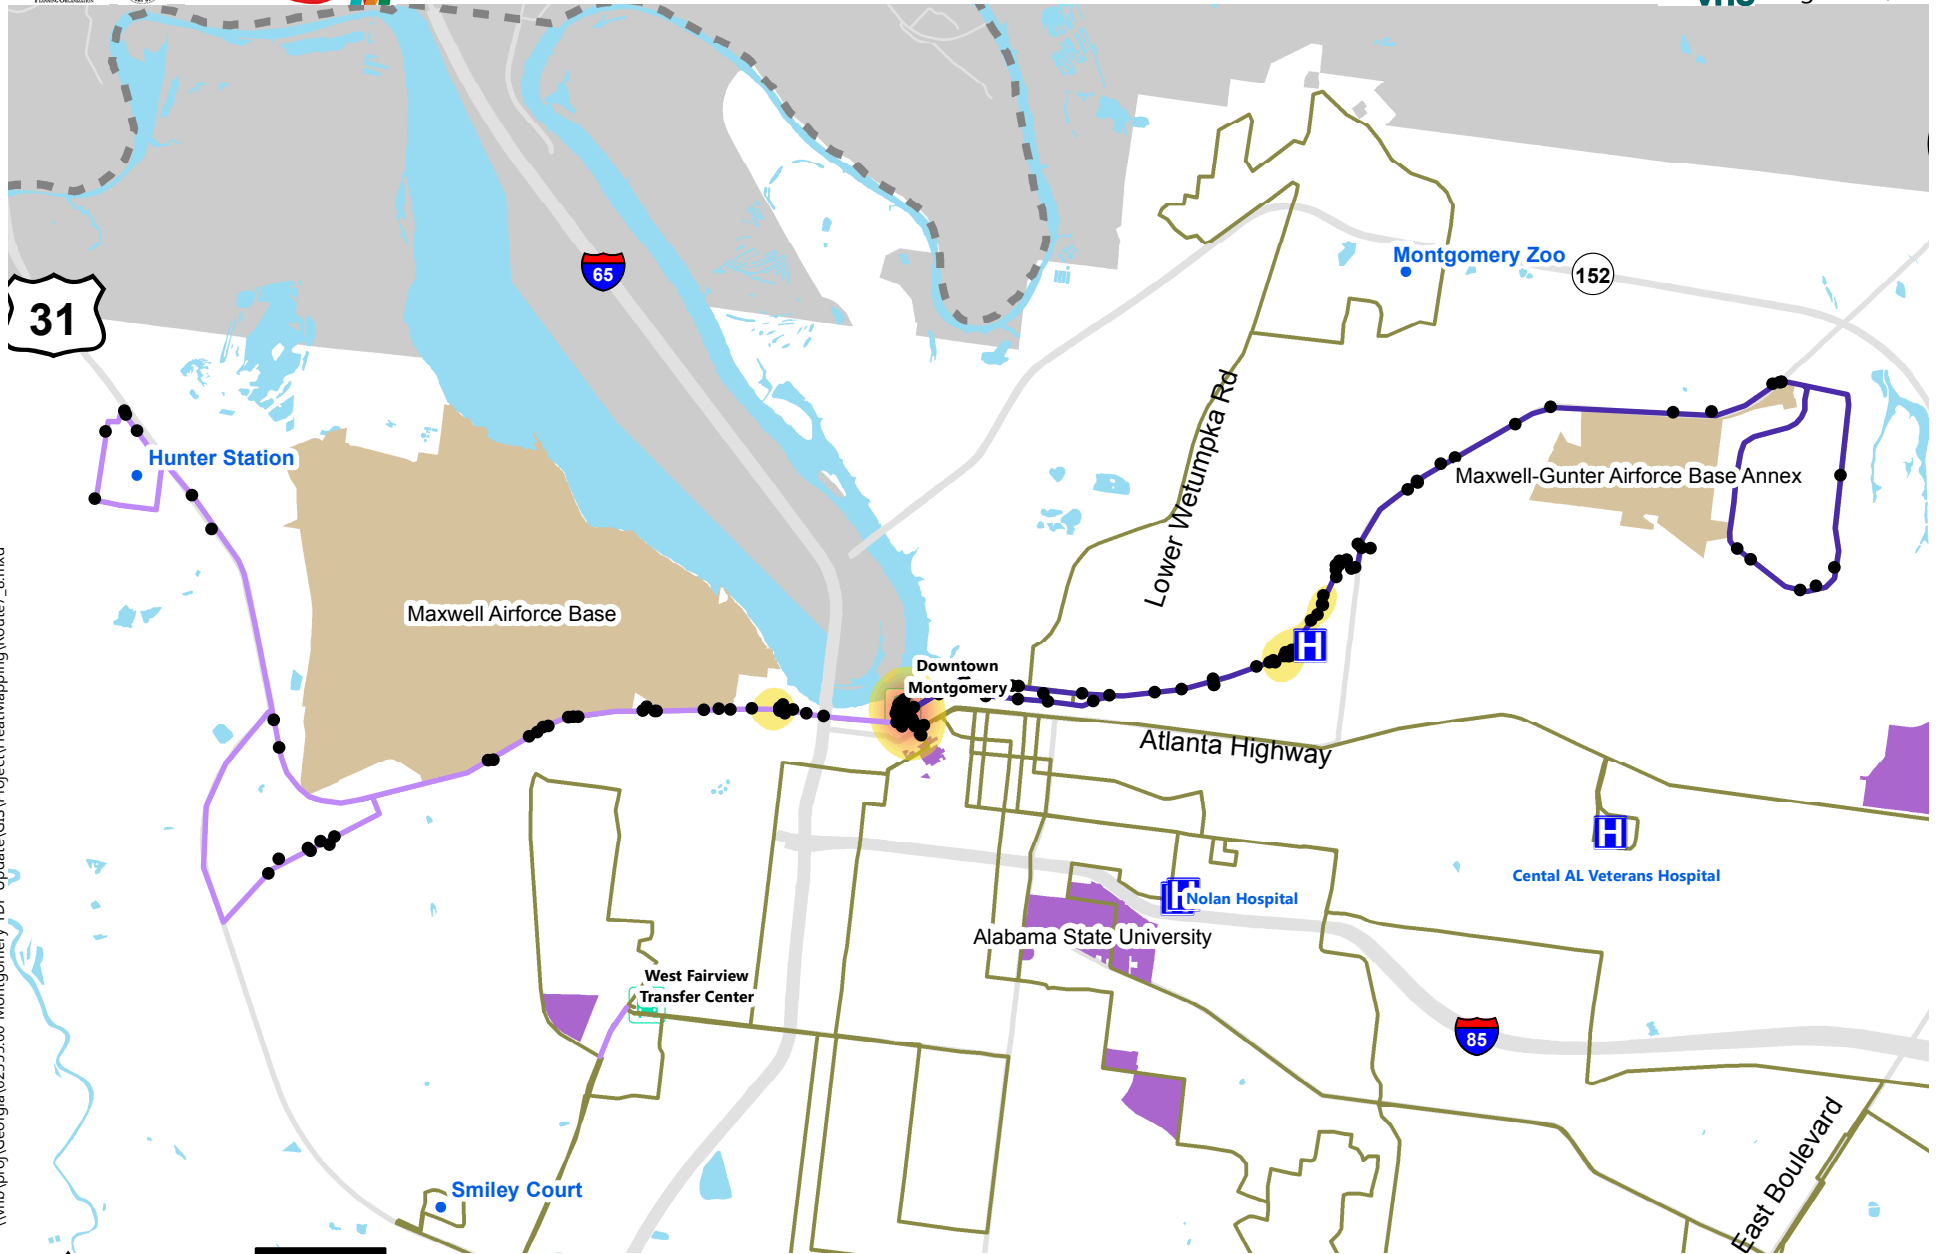 65
31
Montgomery Zoo
152
Hunter Station
Lower Wetumpka Rd
Maxwell-Gunter Airforce Base Annex
Maxwell Airforce Base
H
Downtown
Montgomery
Atlanta Highway
H
Cental AL Veterans Hospital
H
Nolan Hospital
Alabama State University
West Fairview
Transfer Center
85
East Boulevard
Smiley Court